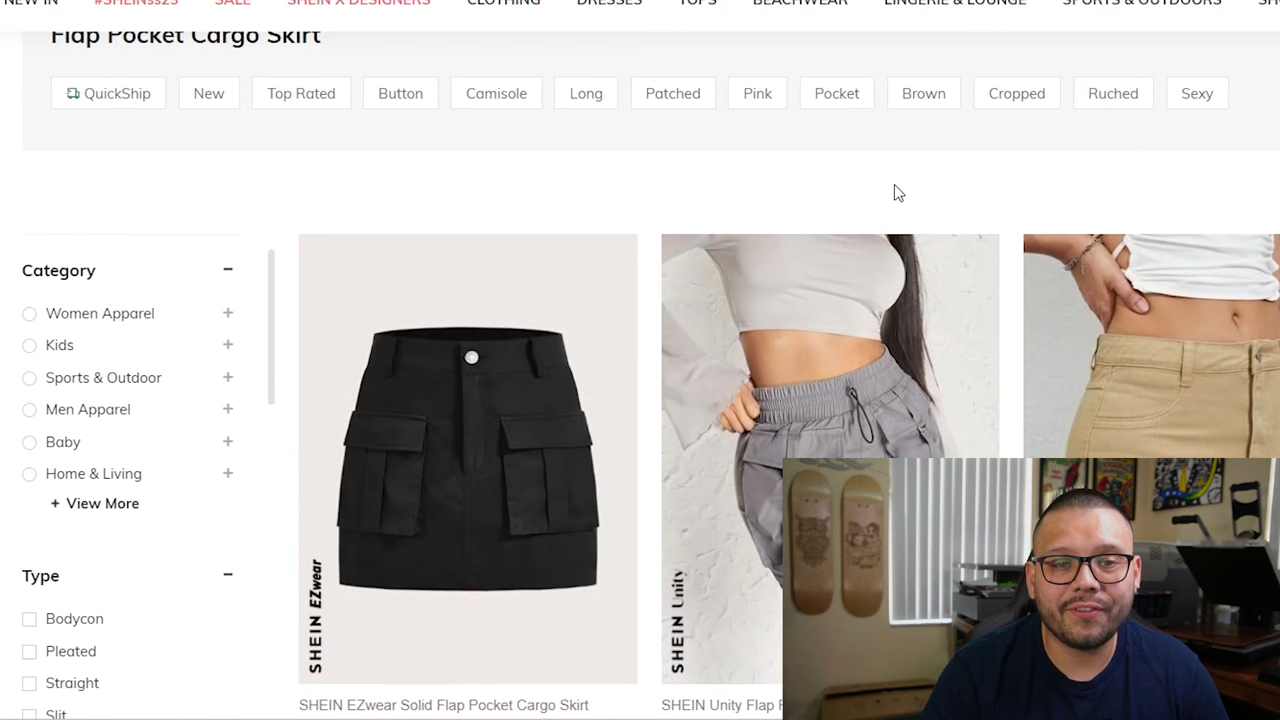 NEW IN #SHEINss23 SALE SHEIN X DESIGNERS CLOTHING DRESSES TOPS BEACHWEAR LINGERIE & LOUNGE SPORTS & OUTDOORS
Flap Pocket Cargo Skirt
QuickShip New Top Rated Button Camisole Long Patched Pink Pocket Brown Cropped Ruched Sexy
Category
Women Apparel
Kids
Sports & Outdoor
Men Apparel
Baby
Home & Living
+ View More
Type
Bodycon
Pleated
Straight
Slit
SHEIN EZwear
SHEIN EZwear Solid Flap Pocket Cargo Skirt
SHEIN Unity
SHEIN Unity Flap